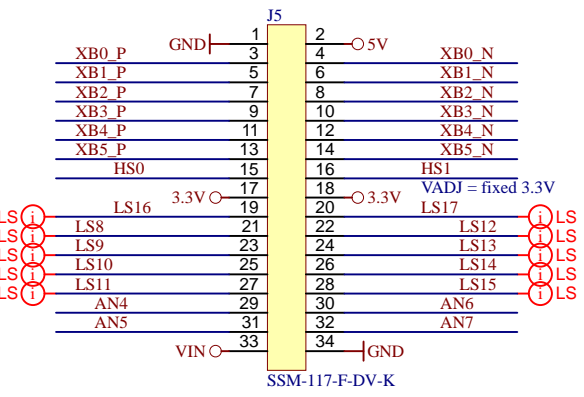 J5
GND 1 2 5V
XB0_P 3 4 XB0_N
XB1_P 5 6 XB1_N
XB2_P 7 8 XB2_N
XB3_P 9 10 XB3_N
XB4_P 11 12 XB4_N
XB5_P 13 14 XB5_N
HS0 15 16 HS1
3.3V 17 18 3.3V VADJ = fixed 3.3V
LS i LS16 19 20 LS17 i LS
LS i LS8 21 22 LS12 i LS
LS i LS9 23 24 LS13 i LS
LS i LS10 25 26 LS14 i LS
LS i LS11 27 28 LS15 i LS
AN4 29 30 AN6
AN5 31 32 AN7
VIN 33 34 GND
SSM-117-F-DV-K